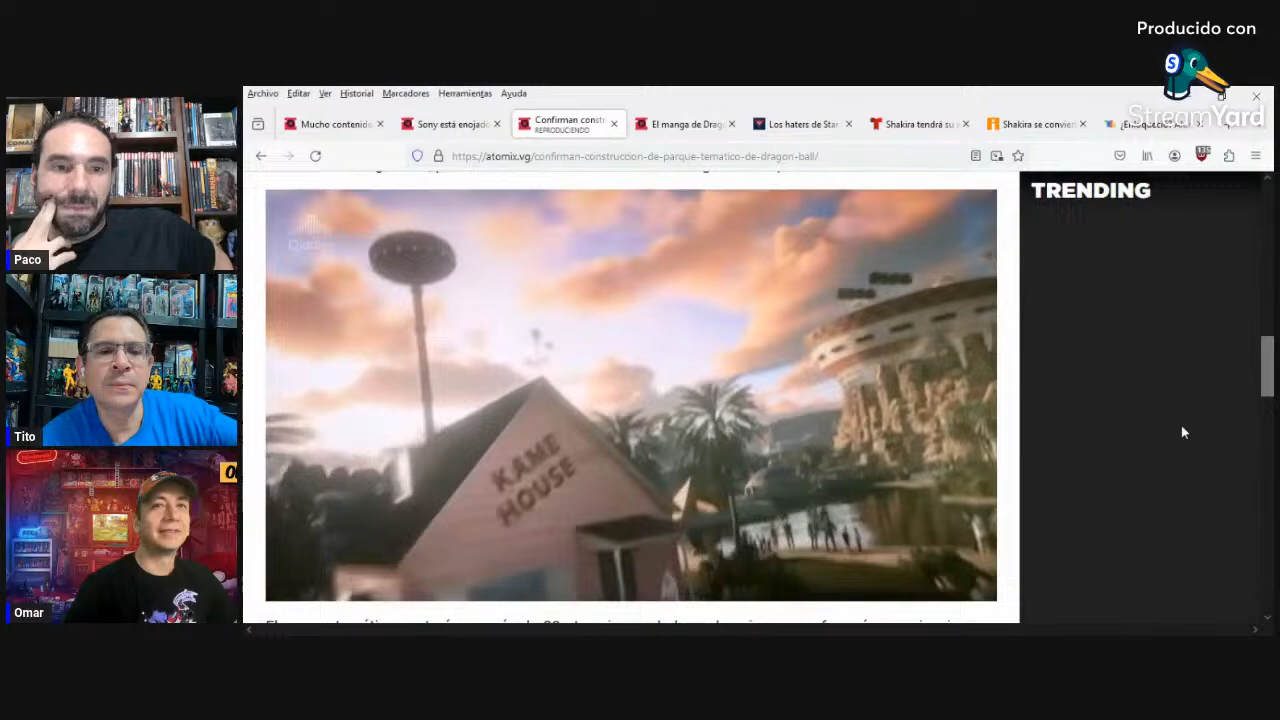 Producido con
StreamYard
Archivo Editar Ver Historial Marcadores Herramientas Ayuda
Mucho contenido
Sony está enojado
Confirman constr
REPRODUCIENDO
El manga de Drag
Los haters de Star
Shakira tendrá su
Shakira se convier
https://atomix.vg/confirman-construccion-de-parque-tematico-de-dragon-ball/
135
TRENDING
Qiddiya
KAME
HOUSE
Paco
Tito
Omar